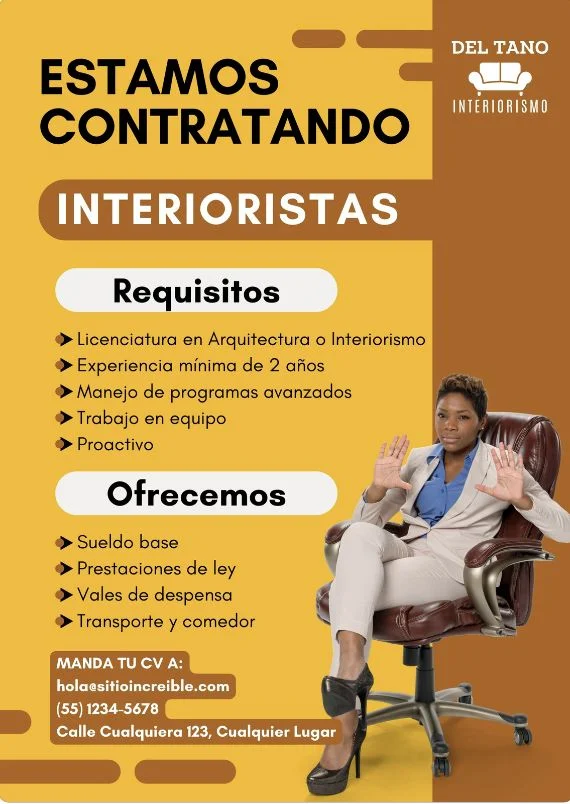 DEL TANO
INTERIORISMO
ESTAMOS
CONTRATANDO
INTERIORISTAS
Requisitos
Licenciatura en Arquitectura o Interiorismo
Experiencia mínima de 2 años
Manejo de programas avanzados
Trabajo en equipo
Proactivo
Ofrecemos
Sueldo base
Prestaciones de ley
Vales de despensa
Transporte y comedor
MANDA TU CV A:
hola@sitioincreible.com
(55) 1234-5678
Calle Cualquiera 123, Cualquier Lugar